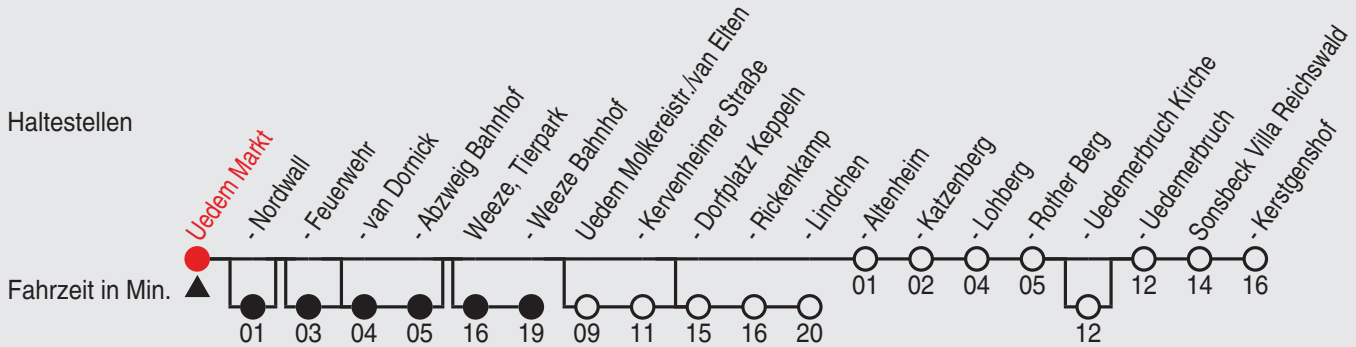 Haltestellen
Uedem Markt
- Nordwall
- Feuerwehr
- van Dornick
- Abzweig Bahnhof
Weeze, Tierpark
- Weeze Bahnhof
Uedem Molkereistr./van Elten
- Kervenheimer Straße
- Dorfplatz Keppeln
- Rickenkamp
- Lindchen
- Altenheim
- Katzenberg
- Lohberg
- Rother Berg
- Uedemerbruch Kirche
- Uedemerbruch
Sonsbeck Villa Reichswald
- Kerstgenshof
Fahrzeit in Min.
01
03
04
05
16
19
09
11
15
16
20
01
02
04
05
12
12
14
16